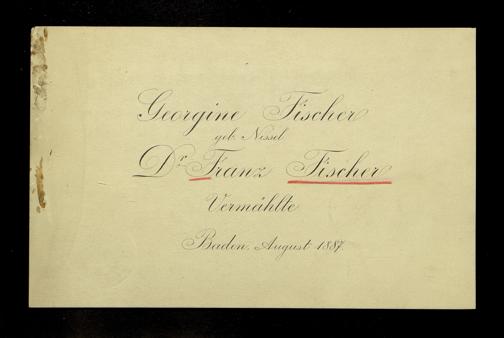 Georgine Fischer
geb. Nissel
Dr. Franz Fischer
Vermählte
Baden, August 1887.